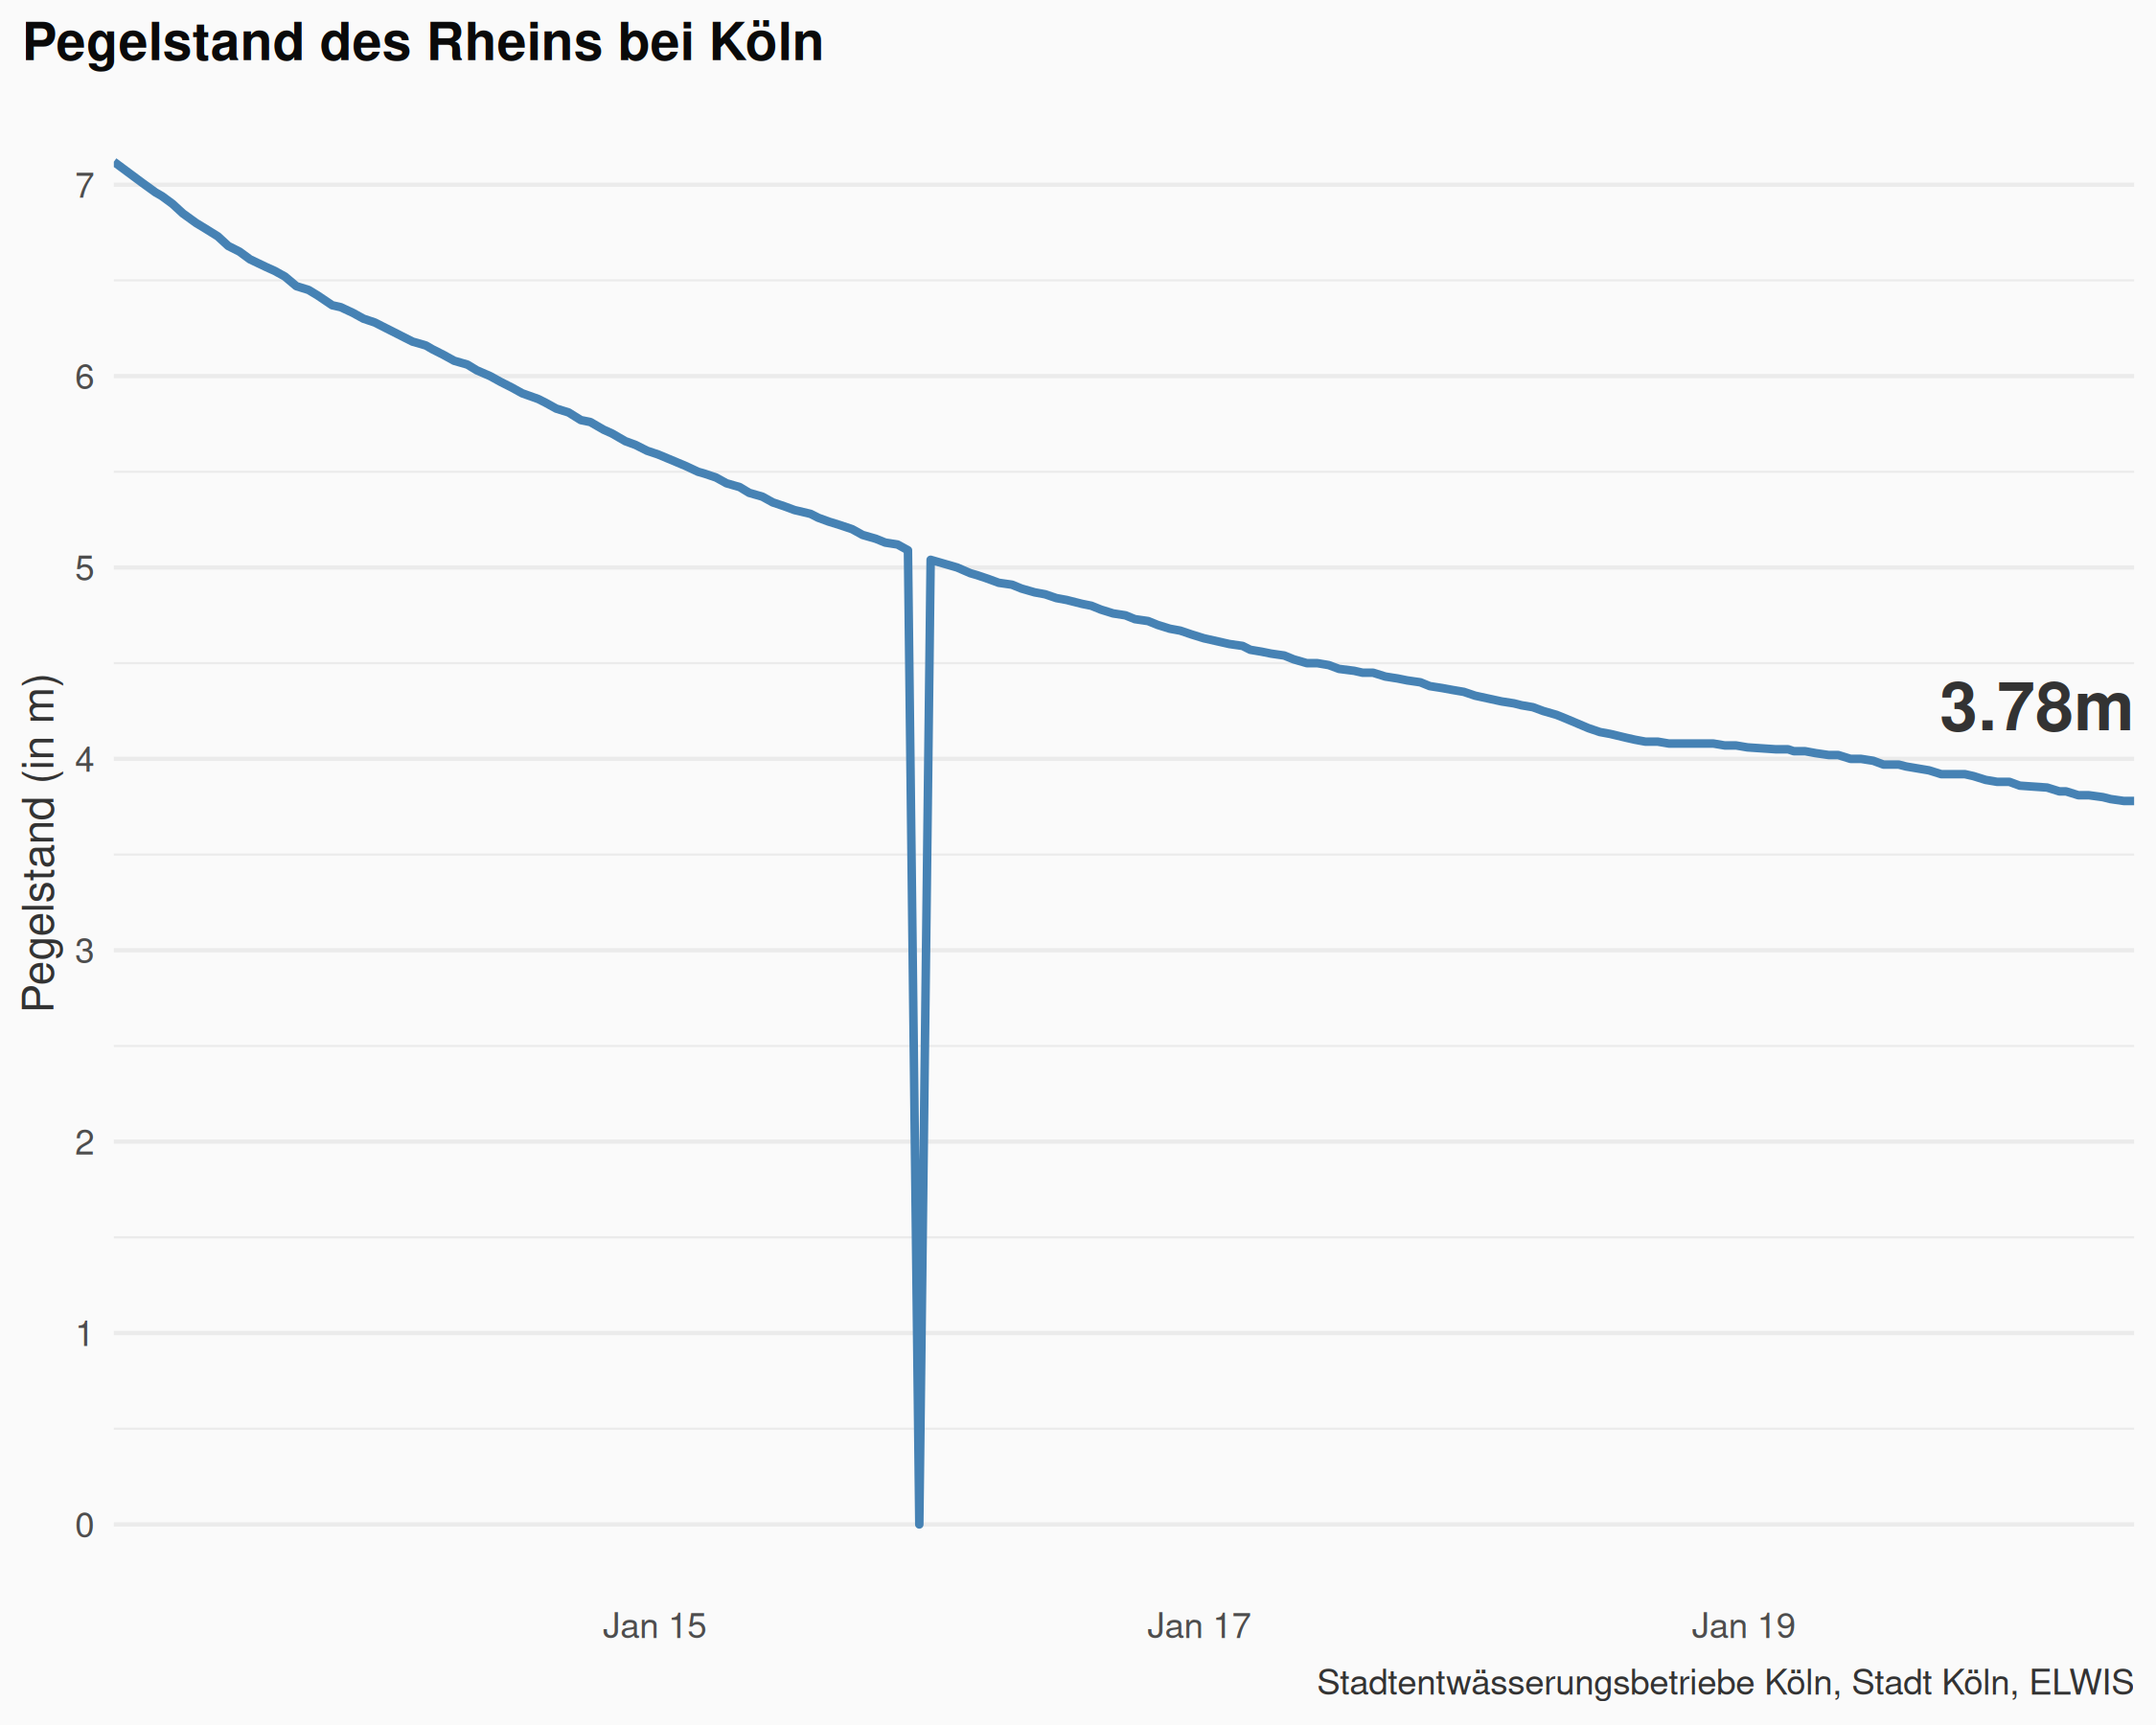 Pegelstand des Rheins bei Köln
Pegelstand (in m)
7
6
5
4
3
2
1
0
3.78m
Jan 15
Jan 17
Jan 19
Stadtentwässerungsbetriebe Köln, Stadt Köln, ELWIS